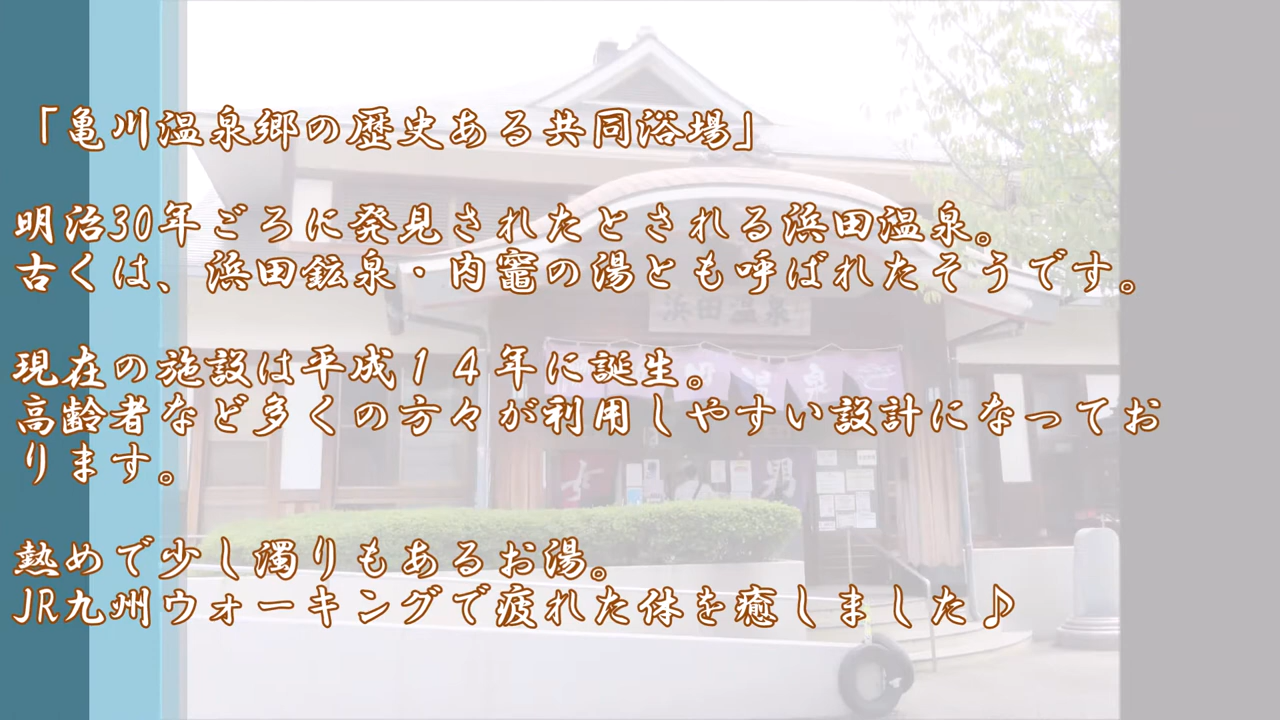 「亀川温泉郷の歴史ある共同浴場」
明治30年ごろに発見されたとされる浜田温泉。
古くは、浜田鉱泉・内竈の湯とも呼ばれたそうです。
浜田温泉
現在の施設は平成１４年に誕生。
高齢者など多くの方々が利用しやすい設計になってお
ります。
女
男
熱めで少し濁りもあるお湯。
JR九州ウォーキングで疲れた体を癒しました♪